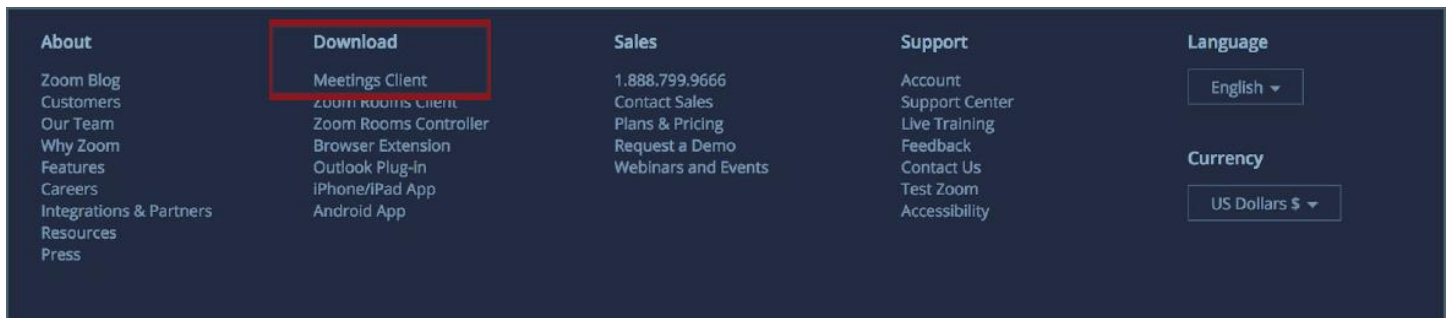 About
Zoom Blog
Customers
Our Team
Why Zoom
Features
Careers
Integrations & Partners
Resources
Press
Download
Meetings Client
Zoom Rooms Client
Zoom Rooms Controller
Browser Extension
Outlook Plug-in
iPhone/iPad App
Android App
Sales
1.888.799.9666
Contact Sales
Plans & Pricing
Request a Demo
Webinars and Events
Support
Account
Support Center
Live Training
Feedback
Contact Us
Test Zoom
Accessibility
Language
English
Currency
US Dollars $